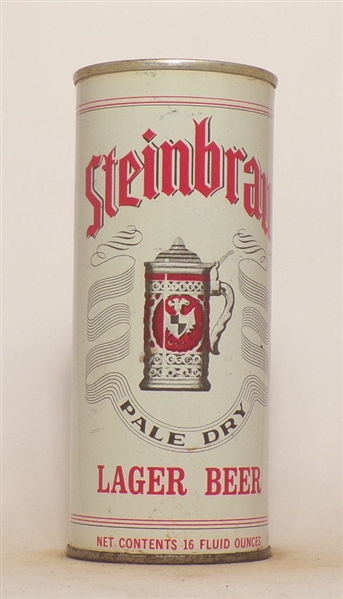 Steinbrau
PALE DRY
LAGER BEER
NET CONTENTS 16 FLUID OUNCES